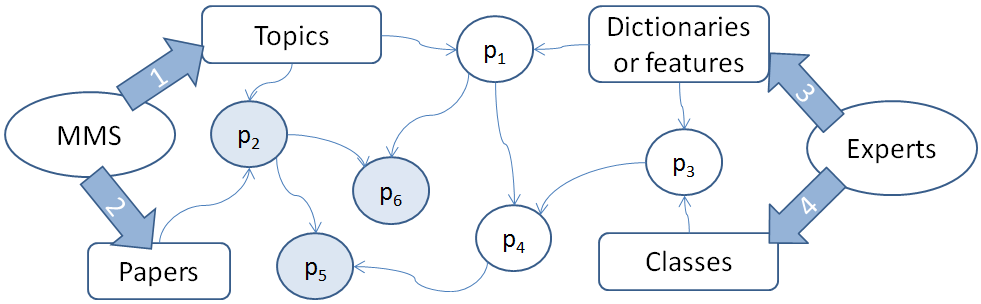 Topics
p1
Dictionaries
or features
1
3
MMS
p2
Experts
p3
p6
2
4
p4
Papers
p5
Classes